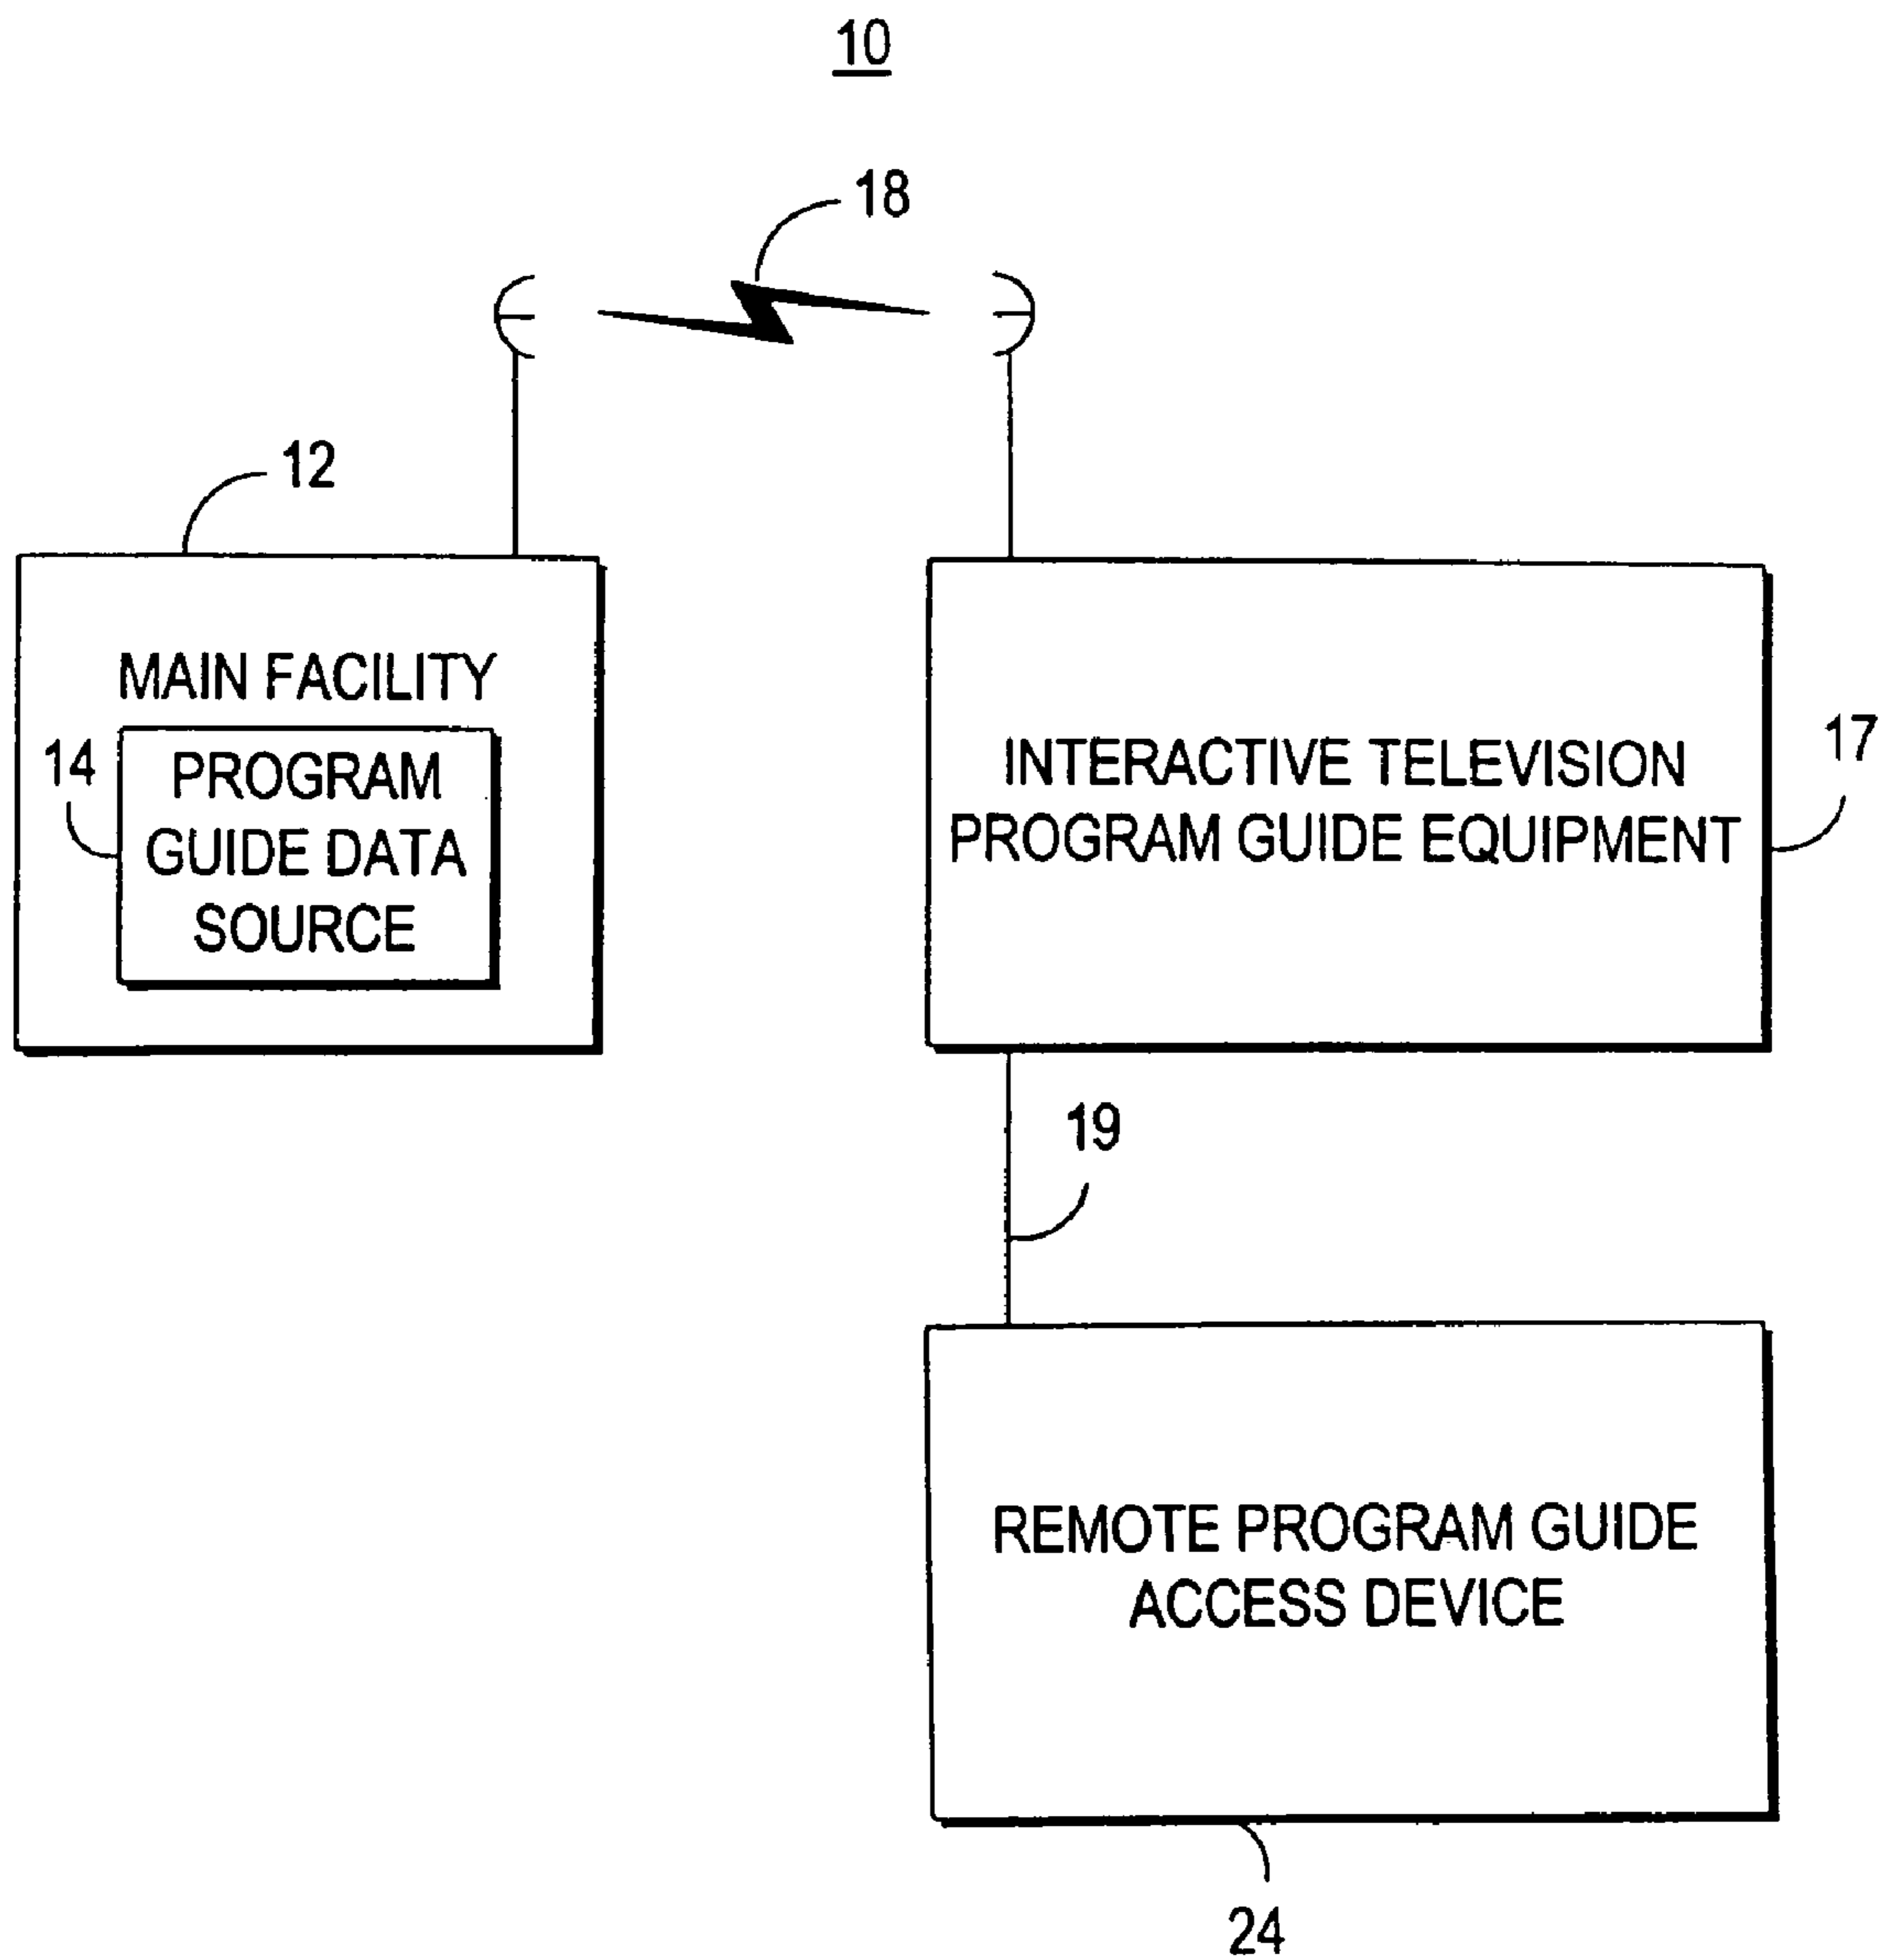 10
18
12
MAIN FACILITY
14
PROGRAM
GUIDE DATA
SOURCE
INTERACTIVE TELEVISION
PROGRAM GUIDE EQUIPMENT
17
19
REMOTE PROGRAM GUIDE
ACCESS DEVICE
24